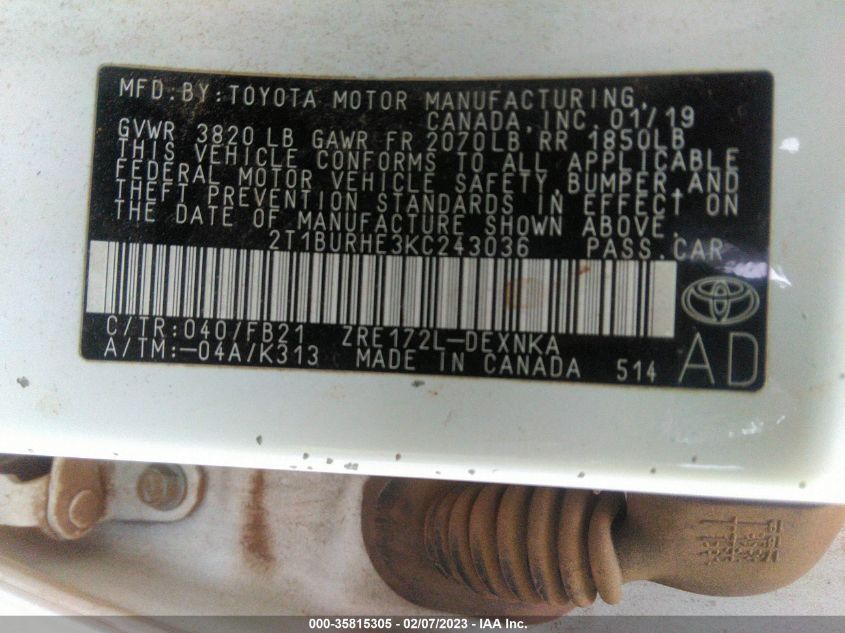 MFD.BY:TOYOTA MOTOR MANUFACTURING,
CANADA,INC.01/19
GVWR 3820 LB GAWR FR 2070LB RR 1850LB
THIS VEHICLE CONFORMS TO ALL APPLICABLE
FEDERAL MOTOR VEHICLE SAFETY,BUMPER,AND
THEFT PREVENTION STANDARDS IN EFFECT ON
THE DATE OF MANUFACTURE SHOWN ABOVE.
2T1BURHE3KC243036 PASS.CAR
C/TR:040/FB21 ZRE172L-DEXNKA
A/TM:-04A/K313 MADE IN CANADA 514 AD
000-35815305 - 02/07/2023 - IAA Inc.